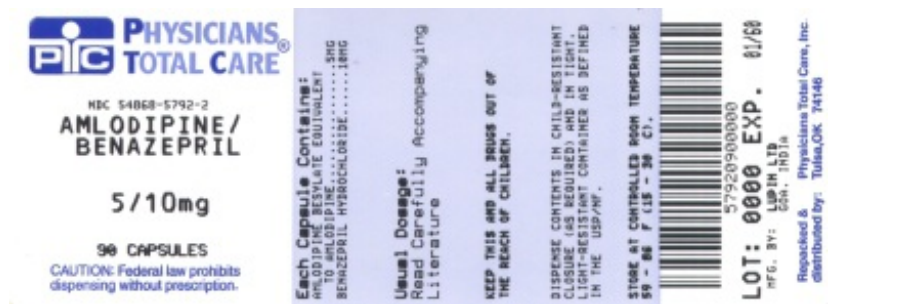 PTC PHYSICIANS
TOTAL CARE®
NDC 54868-5792-2
AMLODIPINE/
BENAZEPRIL
5/10mg
90 CAPSULES
CAUTION: Federal law prohibits
dispensing without prescription.
Each Capsule Contains:
AMLODIPINE BESYLATE EQUIVALENT
TO AMLODIPINE..................5MG
BENAZEPRIL HYDROCHLORIDE......10MG
Usual Dosage:
Read Carefully Accompanying
Literature
KEEP THIS AND ALL DRUGS OUT OF
THE REACH OF CHILDREN.
DISPENSE CONTENTS IN CHILD-RESISTANT
CLOSURE (AS REQUIRED) AND IN TIGHT,
LIGHT-RESISTANT CONTAINER AS DEFINED
IN THE USP/NF.
STORE AT CONTROLLED ROOM TEMPERATURE
59 - 86 F (15 - 30 C).
57920900000
LOT: 0000 EXP. 01/60
MFG. BY: LUPIN LTD
GOA. INDIA
Repacked & Physicians Total Care, Inc
distributed by: Tulsa,OK 74146